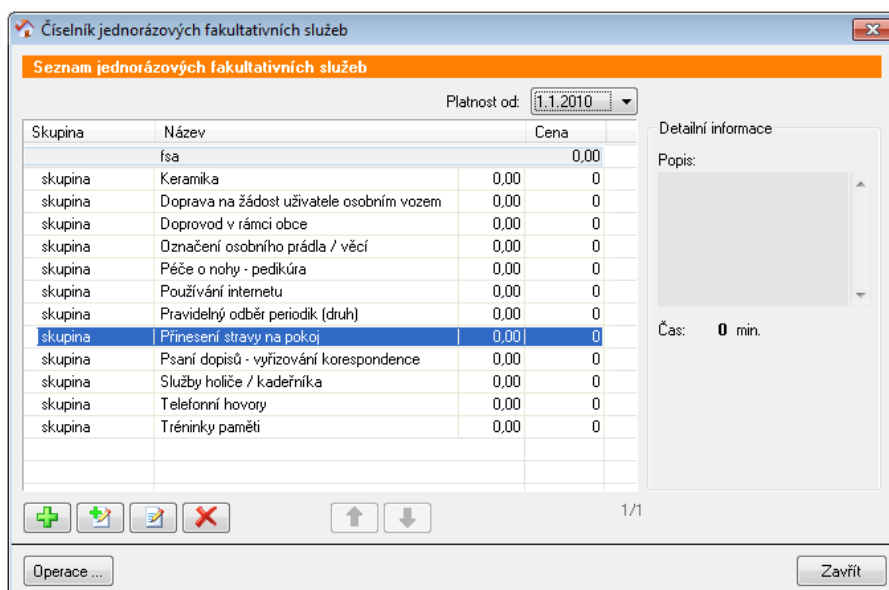 Číselník jednorázových fakultativních služeb
Seznam jednorázových fakultativních služeb
Platnost od: 1.1.2010
Skupina Název Cena
fsa 0,00
skupina Keramika 0,00 0
skupina Doprava na žádost uživatele osobním vozem 0,00 0
skupina Doprovod v rámci obce 0,00 0
skupina Označení osobního prádla / věcí 0,00 0
skupina Péče o nohy - pedikúra 0,00 0
skupina Používání internetu 0,00 0
skupina Pravidelný odběr periodik (druh) 0,00 0
skupina Přinesení stravy na pokoj 0,00 0
skupina Psaní dopisů - vyřizování korespondence 0,00 0
skupina Služby holiče / kadeřníka 0,00 0
skupina Telefonní hovory 0,00 0
skupina Tréninky paměti 0,00 0
Detailní informace
Popis:
Čas: 0 min.
1/1
Operace ... Zavřít